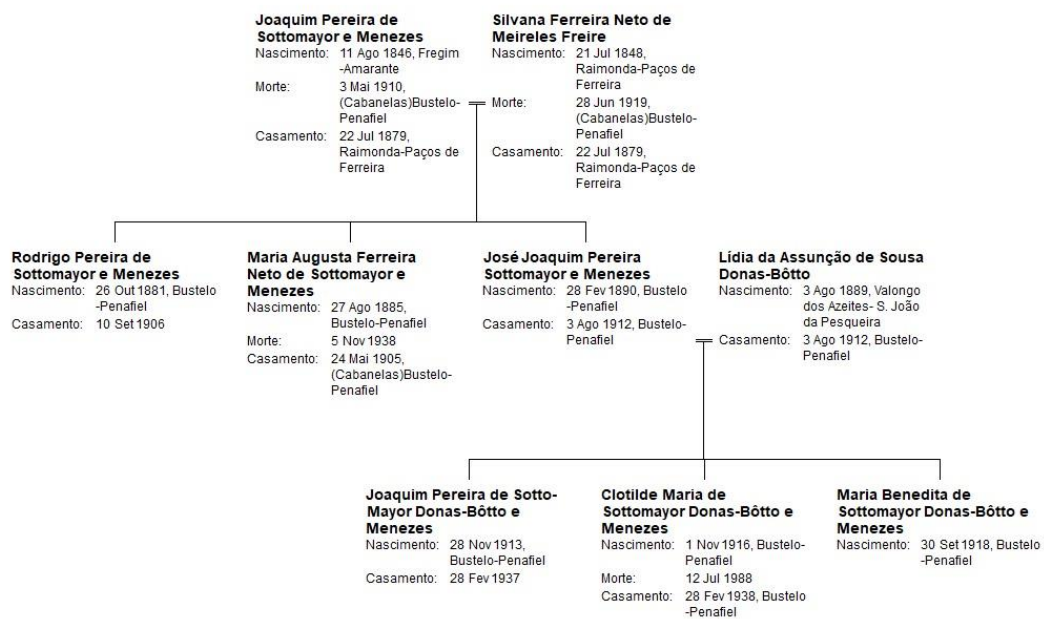 Joaquim Pereira de
Sottomayor e Menezes
Nascimento: 11 Ago 1846, Fregim
-Amarante
Morte: 3 Mai 1910,
(Cabanelas)Bustelo-
Penafiel
Casamento: 22 Jul 1879,
Raimonda-Paços de
Ferreira
Silvana Ferreira Neto de
Meireles Freire
Nascimento: 21 Jul 1848,
Raimonda-Paços de
Ferreira
Morte: 28 Jun 1919,
(Cabanelas)Bustelo-
Penafiel
Casamento: 22 Jul 1879,
Raimonda-Paços de
Ferreira
Rodrigo Pereira de
Sottomayor e Menezes
Nascimento: 26 Out 1881, Bustelo
-Penafiel
Casamento: 10 Set 1906
Maria Augusta Ferreira
Neto de Sottomayor e
Menezes
Nascimento: 27 Ago 1885,
Bustelo-Penafiel
Morte: 5 Nov 1938
Casamento: 24 Mai 1905,
(Cabanelas)Bustelo-
Penafiel
José Joaquim Pereira
Sottomayor e Menezes
Nascimento: 28 Fev 1890, Bustelo
-Penafiel
Casamento: 3 Ago 1912, Bustelo-
Penafiel
Lídia da Assunção de Sousa
Donas-Bôtto
Nascimento: 3 Ago 1889, Valongo
dos Azeites- S. João
da Pesqueira
Casamento: 3 Ago 1912, Bustelo-
Penafiel
Joaquim Pereira de Sotto-
Mayor Donas-Bôtto e
Menezes
Nascimento: 28 Nov 1913,
Bustelo-Penafiel
Casamento: 28 Fev 1937
Clotilde Maria de
Sottomayor Donas-Bôtto e
Menezes
Nascimento: 1 Nov 1916, Bustelo-
Penafiel
Morte: 12 Jul 1988
Casamento: 28 Fev 1938, Bustelo
-Penafiel
Maria Benedita de
Sottomayor Donas-Bôtto e
Menezes
Nascimento: 30 Set 1918, Bustelo
-Penafiel